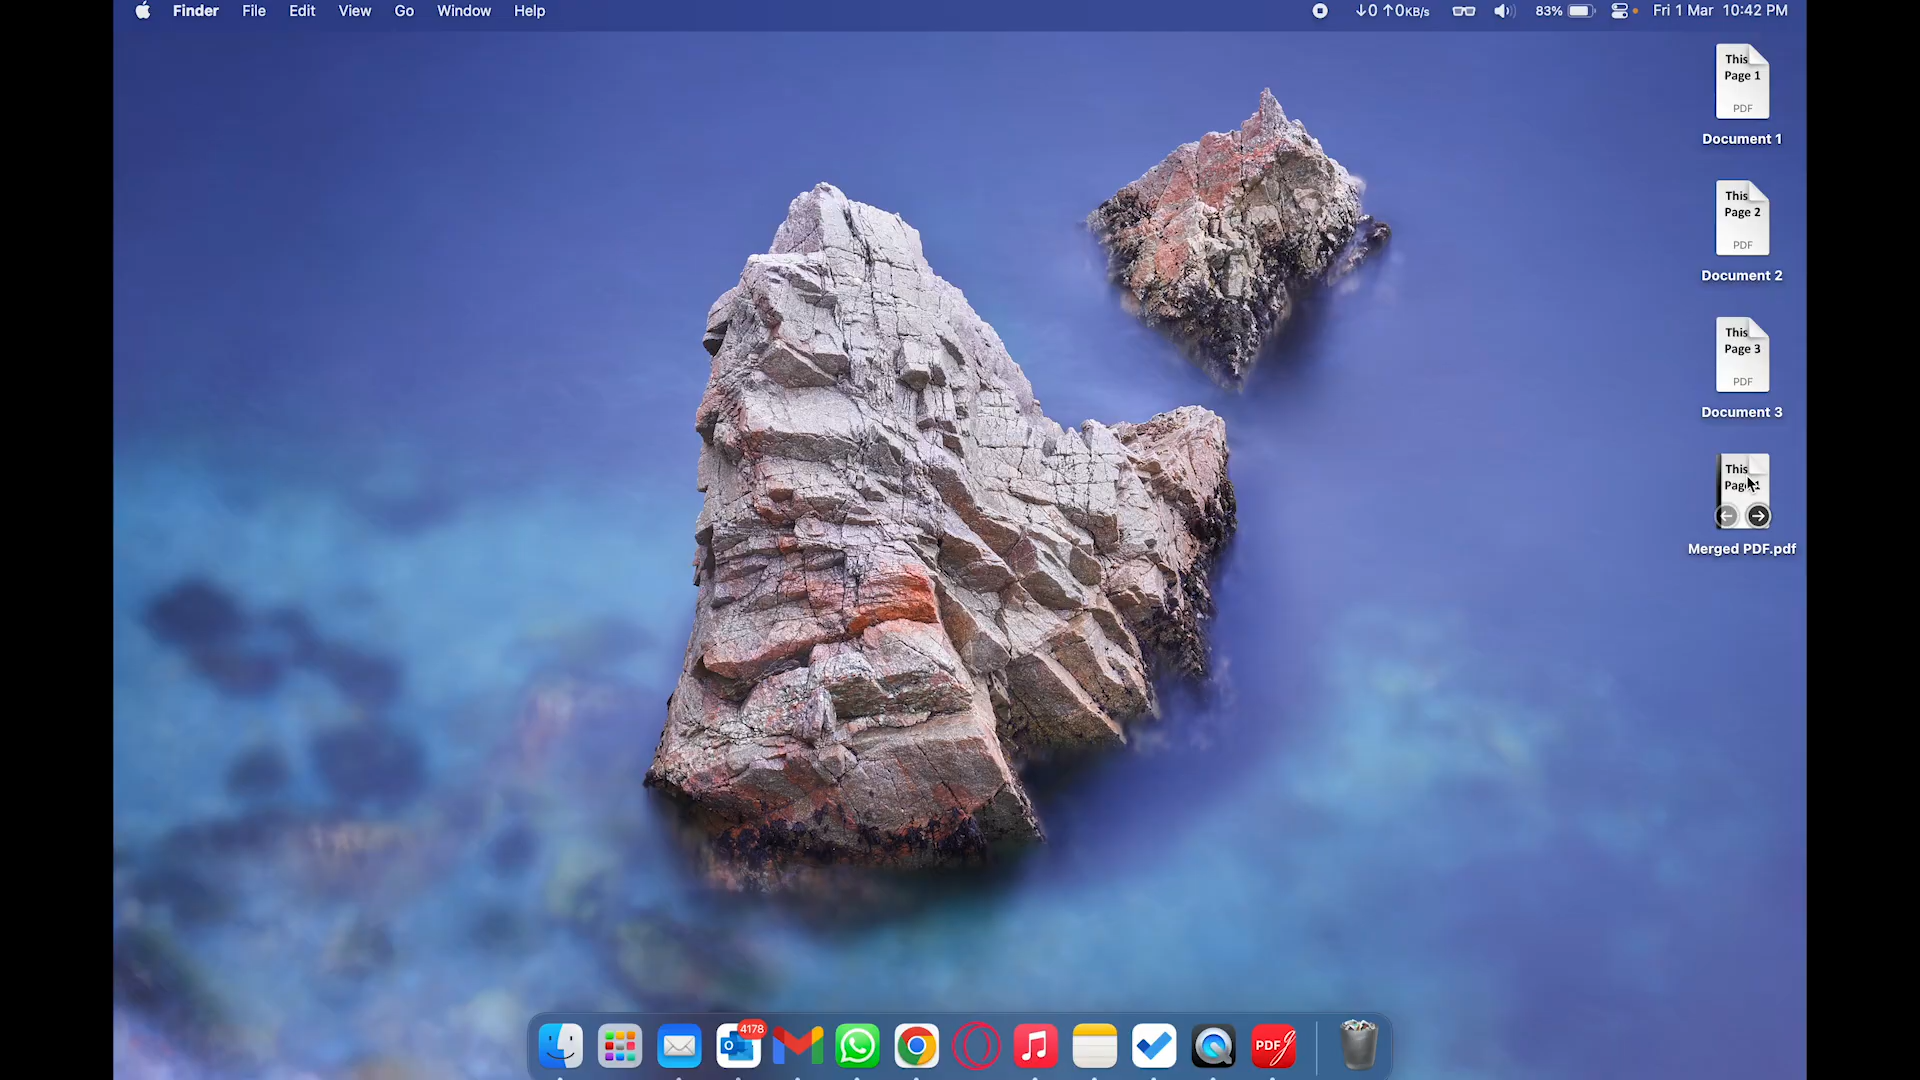 Finder File Edit View Go Window Help ↓0 ↑0KB/s 83% Fri 1 Mar 10:42 PM
This
Page 1
PDF
Document 1
This
Page 2
PDF
Document 2
This
Page 3
PDF
Document 3
This
Page 1
Merged PDF.pdf
4178
PDF